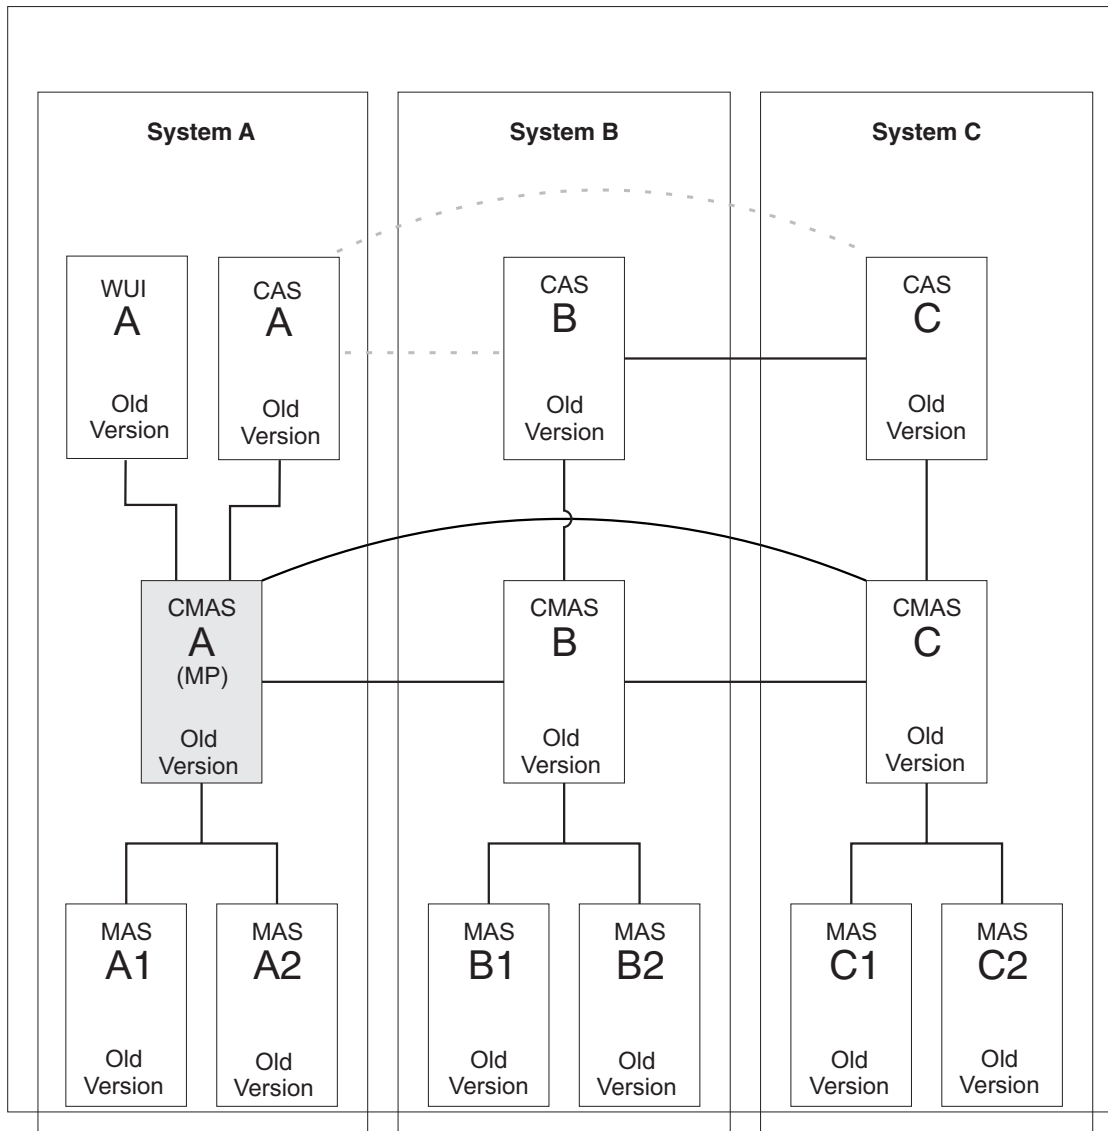 System A
System B
System C
WUI
A
Old
Version
CAS
A
Old
Version
CAS
B
Old
Version
CAS
C
Old
Version
CMAS
A
(MP)
Old
Version
CMAS
B
Old
Version
CMAS
C
Old
Version
MAS
A1
Old
Version
MAS
A2
Old
Version
MAS
B1
Old
Version
MAS
B2
Old
Version
MAS
C1
Old
Version
MAS
C2
Old
Version